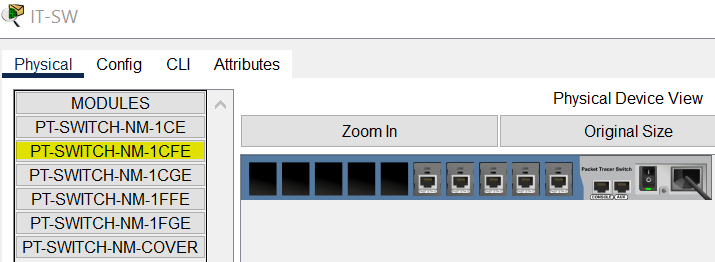 IT-SW
Physical Config CLI Attributes
MODULES
PT-SWITCH-NM-1CE
PT-SWITCH-NM-1CFE
PT-SWITCH-NM-1CGE
PT-SWITCH-NM-1FFE
PT-SWITCH-NM-1FGE
PT-SWITCH-NM-COVER
Physical Device View
Zoom In Original Size
Packet Tracer Switch
CONSOLE AUX